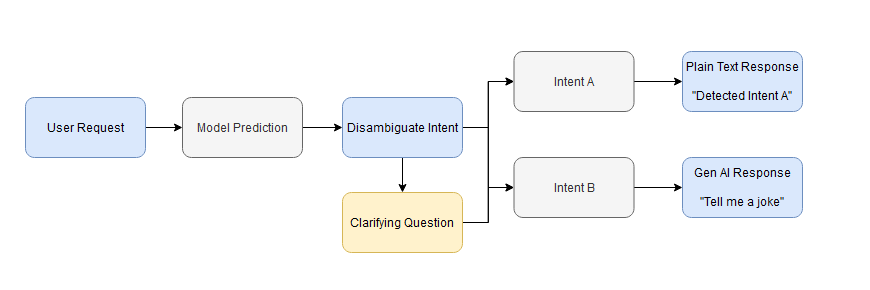 User Request
Model Prediction
Disambiguate Intent
Clarifying Question
Intent A
Plain Text Response
"Detected Intent A"
Intent B
Gen AI Response
"Tell me a joke"